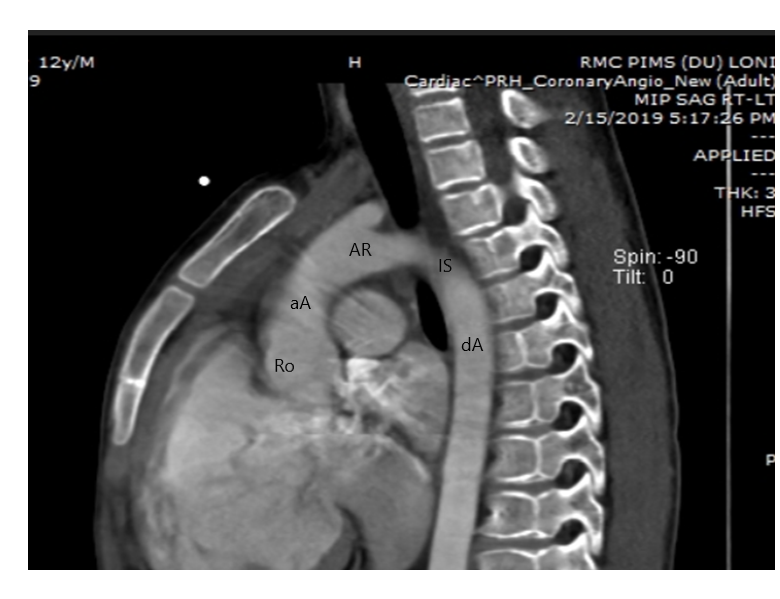 12y/M
H
RMC PIMS (DU) LONI
9
Cardiac^PRH_CoronaryAngio_New (Adult)
MIP SAG RT-LT
2/15/2019 5:17:26 PM
---
APPLIED
---
THK: 3
HFS
AR
Spin: -90
IS
Tilt: 0
aA
dA
Ro
P